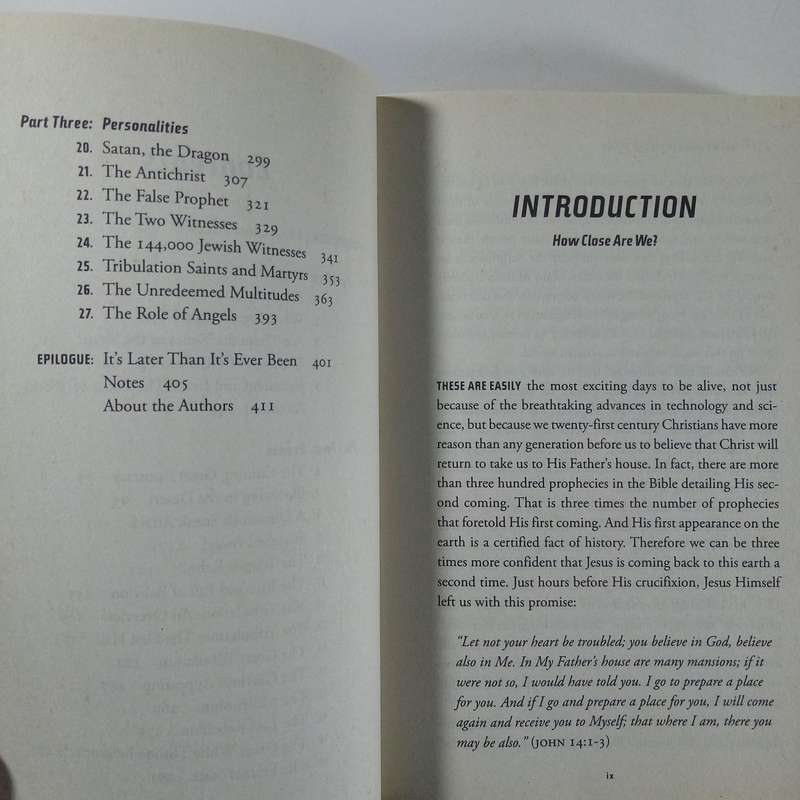 Part Three: Personalities
20. Satan, the Dragon 299
21. The Antichrist 307
22. The False Prophet 321
23. The Two Witnesses 329
24. The 144,000 Jewish Witnesses 341
25. Tribulation Saints and Martyrs 353
26. The Unredeemed Multitudes 363
27. The Role of Angels 393
EPILOGUE: It's Later Than It's Ever Been 401
Notes 405
About the Authors 411
INTRODUCTION
How Close Are We?
THESE ARE EASILY the most exciting days to be alive, not just
because of the breathtaking advances in technology and sci-
ence, but because we twenty-first century Christians have more
reason than any generation before us to believe that Christ will
return to take us to His Father's house. In fact, there are more
than three hundred prophecies in the Bible detailing His sec-
ond coming. That is three times the number of prophecies
that foretold His first coming. And His first appearance on the
earth is a certified fact of history. Therefore we can be three
times more confident that Jesus is coming back to this earth a
second time. Just hours before His crucifixion, Jesus Himself
left us with this promise:
"Let not your heart be troubled; you believe in God, believe
also in Me. In My Father's house are many mansions; if it
were not so, I would have told you. I go to prepare a place
for you. And if I go and prepare a place for you, I will come
again and receive you to Myself; that where I am, there you
may be also." (JOHN 14:1-3)
ix